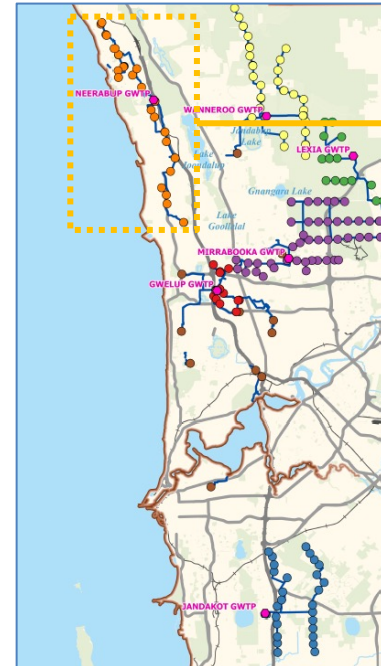 NEERABUP GWTP
WANNEROO GWTP
Jandabup
Lake
LEXIA GWTP
Lake
Joondalup
Gnangara Lake
Lake
Goollelal
MIRRABOOKA GWTP
GWELUP GWTP
JANDAKOT GWTP